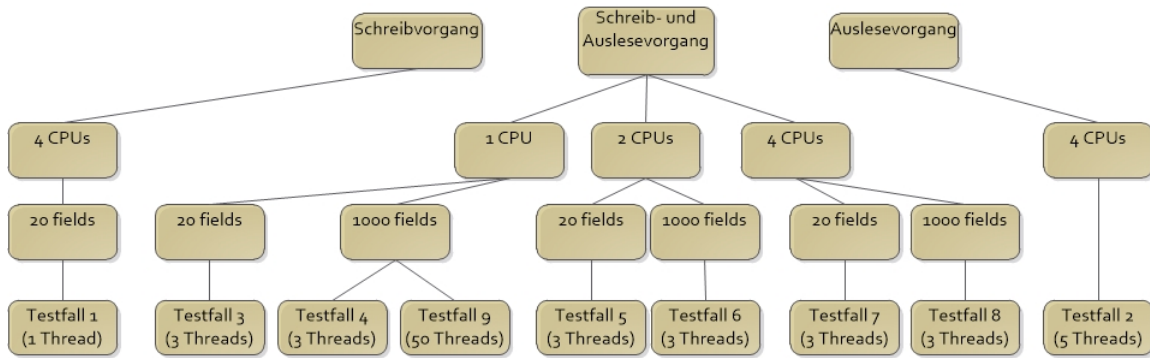 Schreibvorgang
Schreib- und
Auslesevorgang
Auslesevorgang
4 CPUs
1 CPU
2 CPUs
4 CPUs
4 CPUs
20 fields
20 fields
1000 fields
20 fields
1000 fields
20 fields
1000 fields
Testfall 1
(1 Thread)
Testfall 3
(3 Threads)
Testfall 4
(3 Threads)
Testfall 9
(50 Threads)
Testfall 5
(3 Threads)
Testfall 6
(3 Threads)
Testfall 7
(3 Threads)
Testfall 8
(3 Threads)
Testfall 2
(5 Threads)